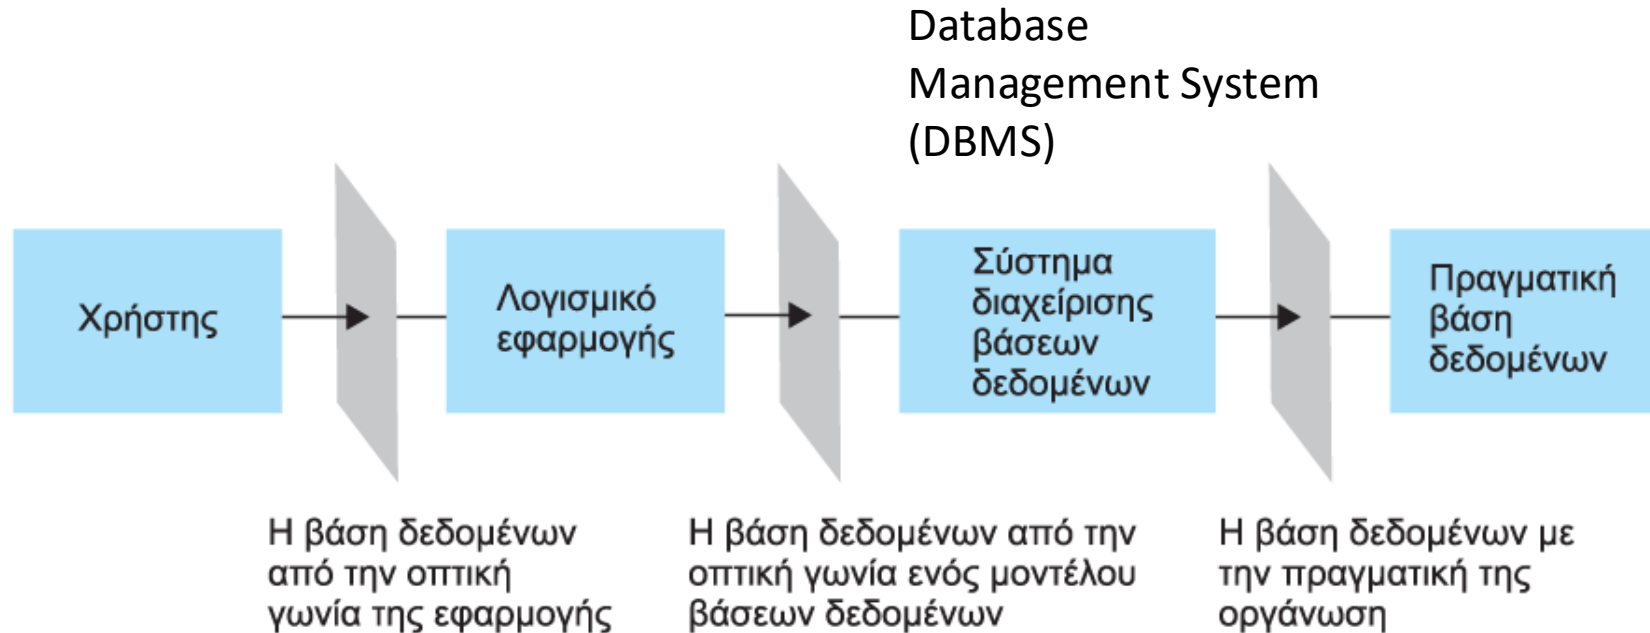 Database
Management System
(DBMS)
Χρήστης
Λογισμικό
εφαρμογής
Σύστημα
διαχείρισης
βάσεων
δεδομένων
Πραγματική
βάση
δεδομένων
Η βάση δεδομένων
από την οπτική
γωνία της εφαρμογής
Η βάση δεδομένων από την
οπτική γωνία ενός μοντέλου
βάσεων δεδομένων
Η βάση δεδομένων με
την πραγματική της
οργάνωση